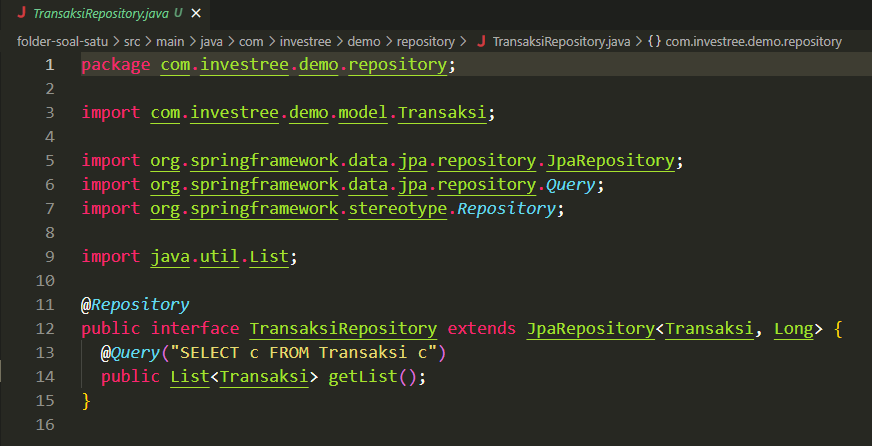 TransaksiRepository.java U ×
folder-soal-satu > src > main > java > com > investree > demo > repository > TransaksiRepository.java > {} com.investree.demo.repository
1 package com.investree.demo.repository;
2
3 import com.investree.demo.model.Transaksi;
4
5 import org.springframework.data.jpa.repository.JpaRepository;
6 import org.springframework.data.jpa.repository.Query;
7 import org.springframework.stereotype.Repository;
8
9 import java.util.List;
10
11 @Repository
12 public interface TransaksiRepository extends JpaRepository<Transaksi, Long> {
13   @Query("SELECT c FROM Transaksi c")
14   public List<Transaksi> getList();
15 }
16